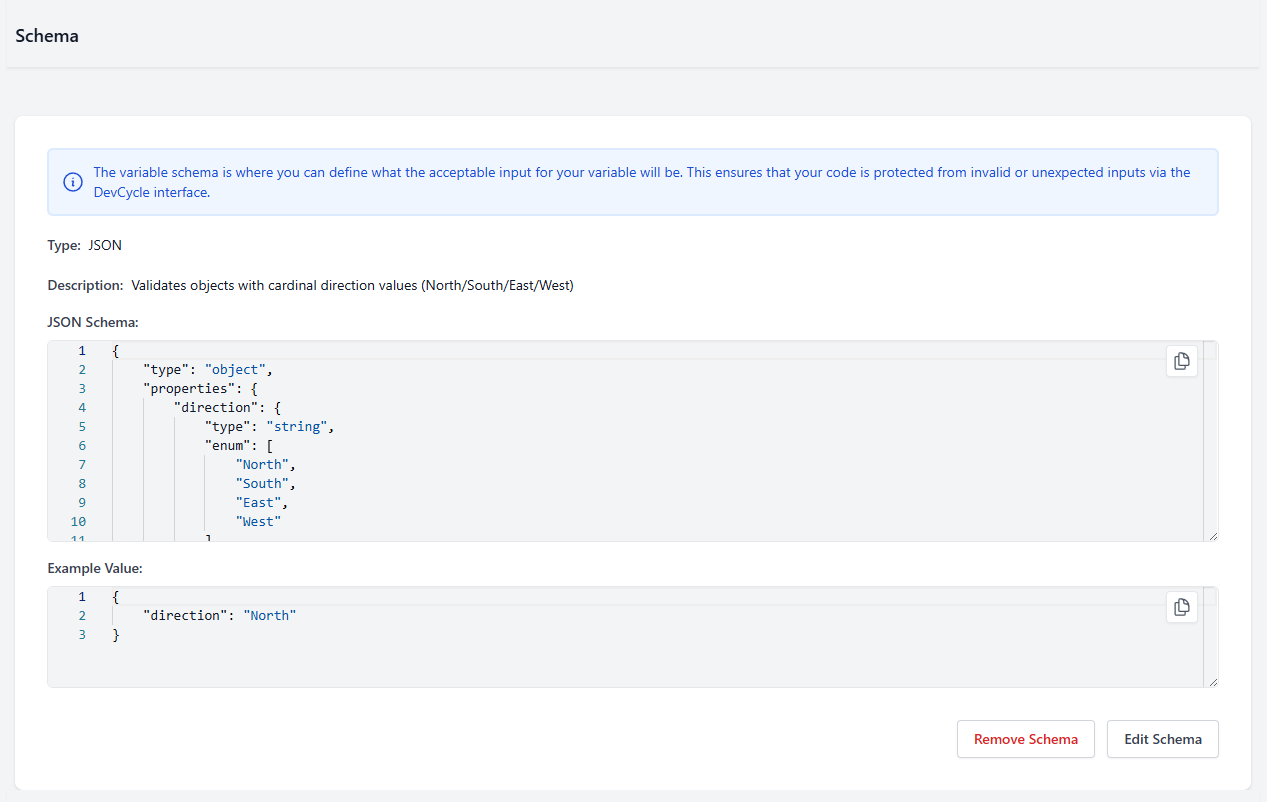 Schema
The variable schema is where you can define what the acceptable input for your variable will be. This ensures that your code is protected from invalid or unexpected inputs via the
DevCycle interface.
Type: JSON
Description: Validates objects with cardinal direction values (North/South/East/West)
JSON Schema:
1 {
2 "type": "object",
3 "properties": {
4 "direction": {
5 "type": "string",
6 "enum": [
7 "North",
8 "South",
9 "East",
10 "West"
11 ]
Example Value:
1 {
2 "direction": "North"
3 }
Remove Schema Edit Schema